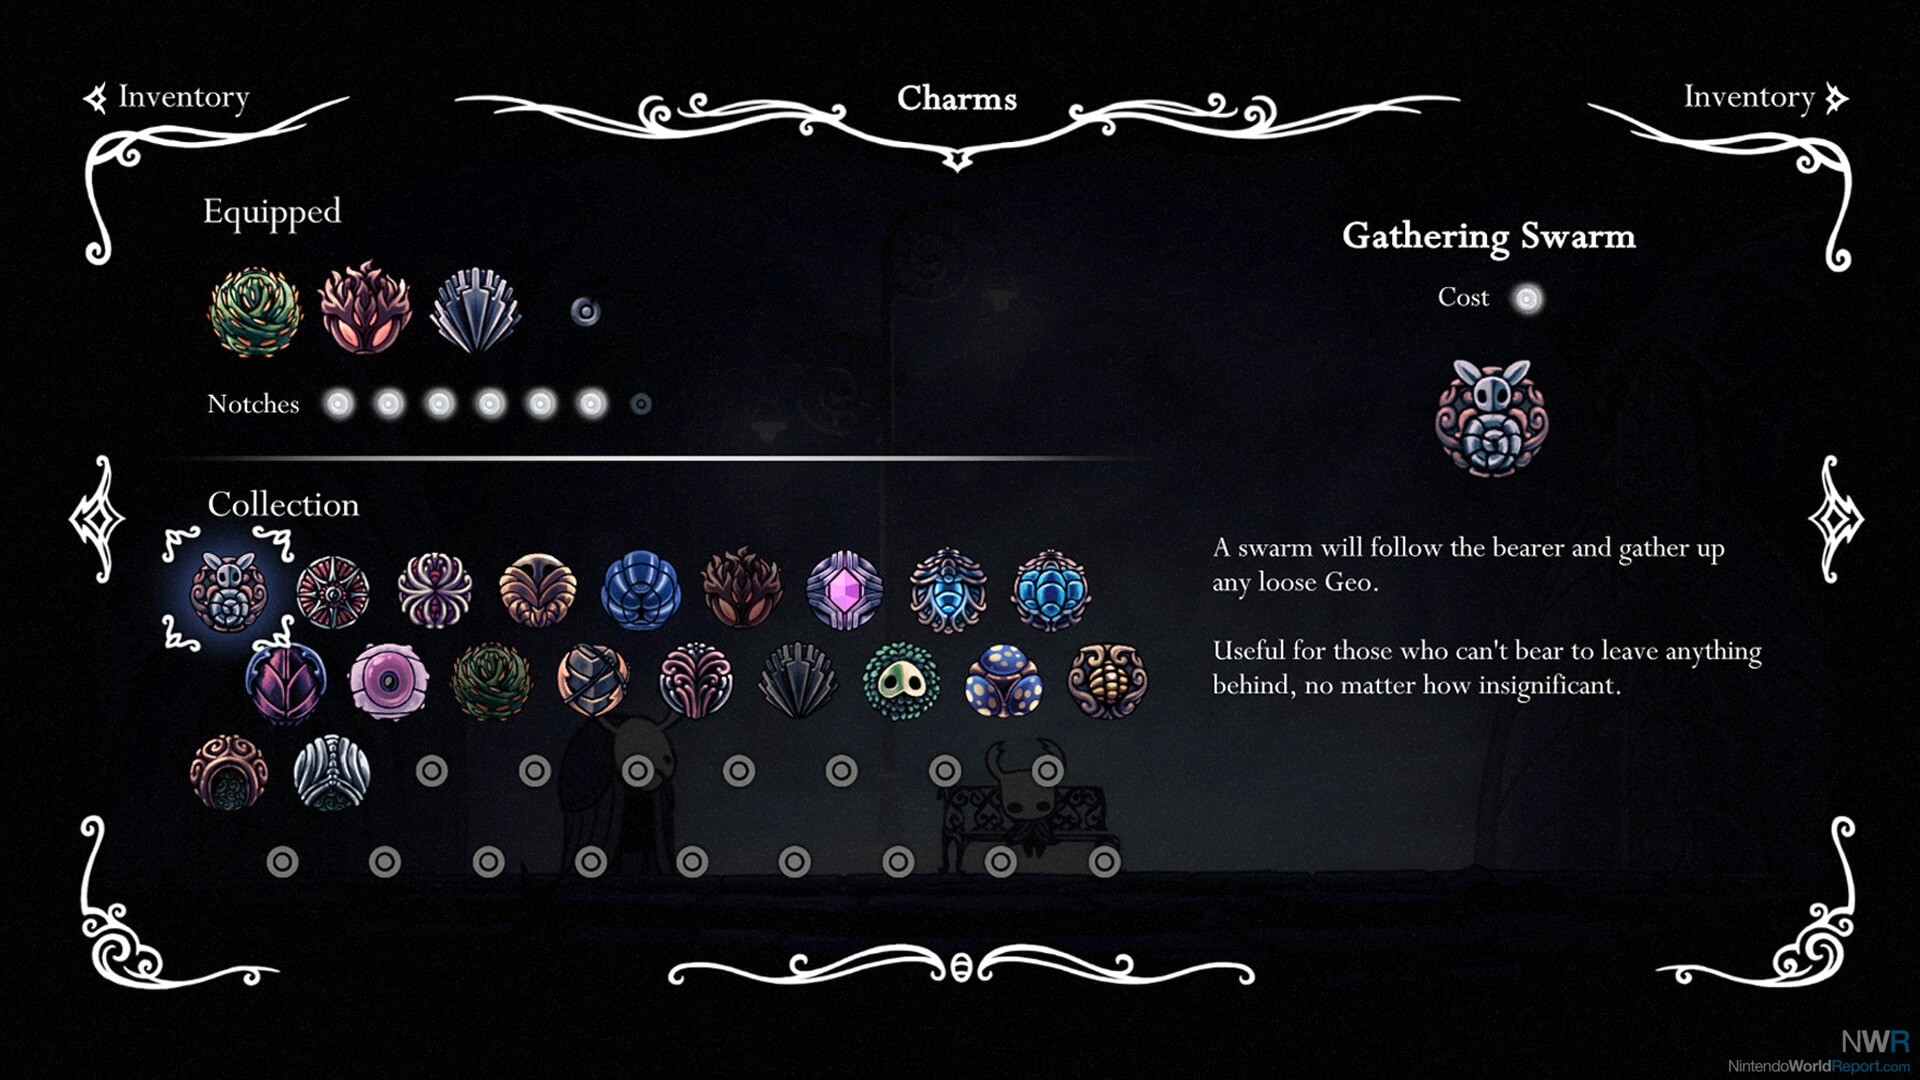 Inventory
Charms
Inventory
Equipped
Gathering Swarm
Cost
Notches
Collection
A swarm will follow the bearer and gather up
any loose Geo.
Useful for those who can't bear to leave anything
behind, no matter how insignificant.
NWR
NintendoWorldReport.com